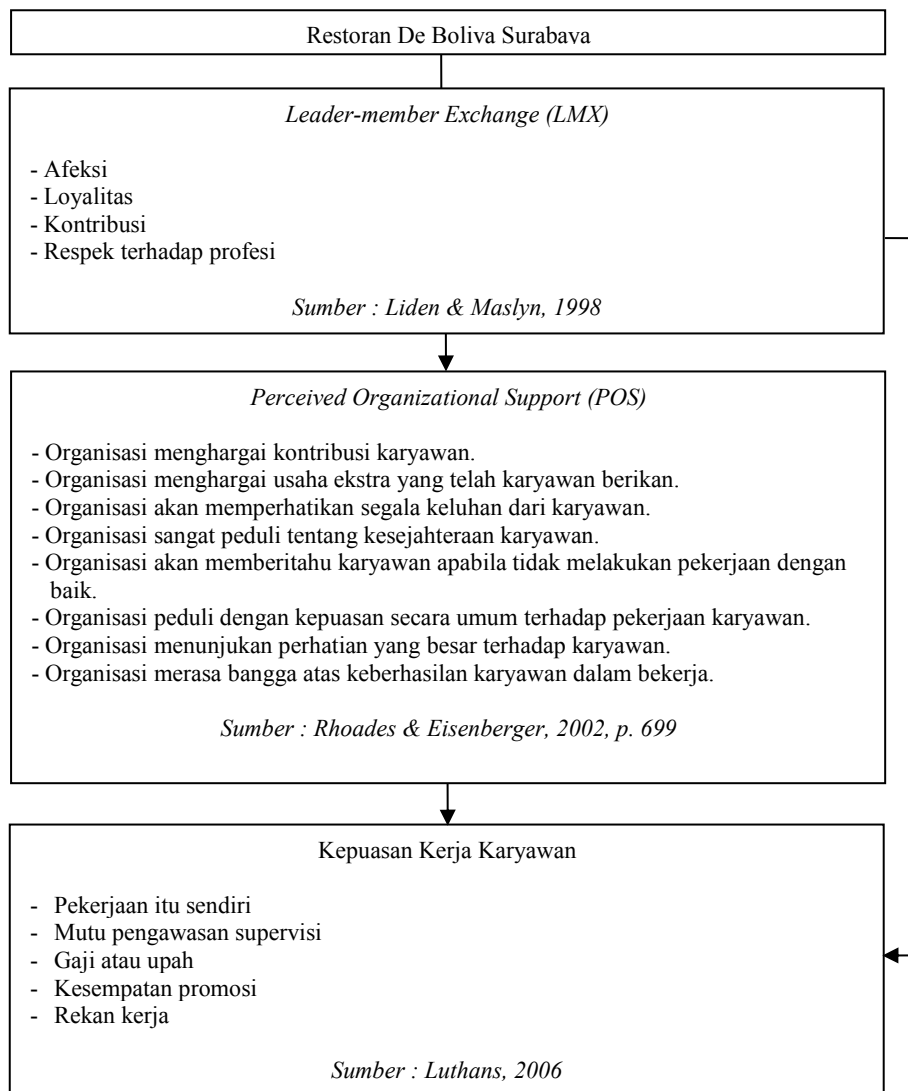 Restoran De Boliva Surabaya
Leader-member Exchange (LMX)
- Afeksi
- Loyalitas
- Kontribusi
- Respek terhadap profesi
Sumber : Liden & Maslyn, 1998
Perceived Organizational Support (POS)
- Organisasi menghargai kontribusi karyawan.
- Organisasi menghargai usaha ekstra yang telah karyawan berikan.
- Organisasi akan memperhatikan segala keluhan dari karyawan.
- Organisasi sangat peduli tentang kesejahteraan karyawan.
- Organisasi akan memberitahu karyawan apabila tidak melakukan pekerjaan dengan
baik.
- Organisasi peduli dengan kepuasan secara umum terhadap pekerjaan karyawan.
- Organisasi menunjukan perhatian yang besar terhadap karyawan.
- Organisasi merasa bangga atas keberhasilan karyawan dalam bekerja.
Sumber : Rhoades & Eisenberger, 2002, p. 699
Kepuasan Kerja Karyawan
- Pekerjaan itu sendiri
- Mutu pengawasan supervisi
- Gaji atau upah
- Kesempatan promosi
- Rekan kerja
Sumber : Luthans, 2006